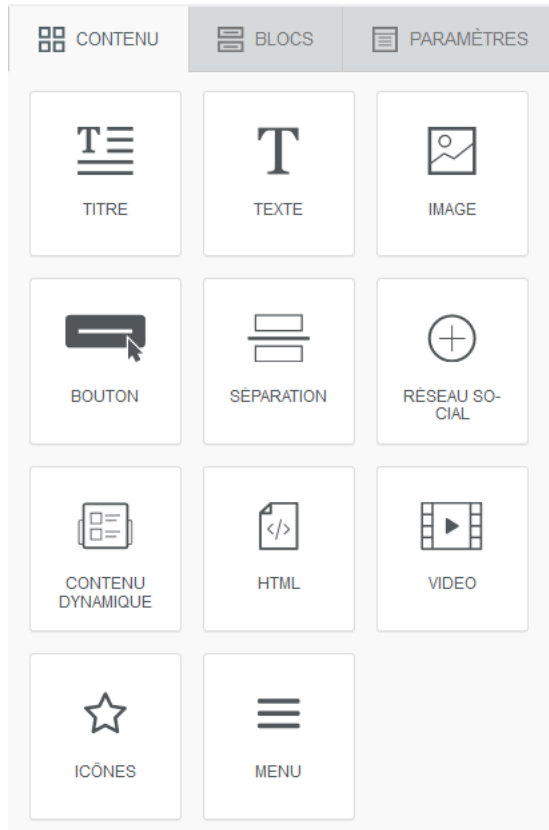 CONTENU
BLOCS
PARAMÈTRES
TITRE
TEXTE
IMAGE
BOUTON
SÉPARATION
RÉSEAU SO-
CIAL
CONTENU
DYNAMIQUE
HTML
VIDEO
ICÔNES
MENU